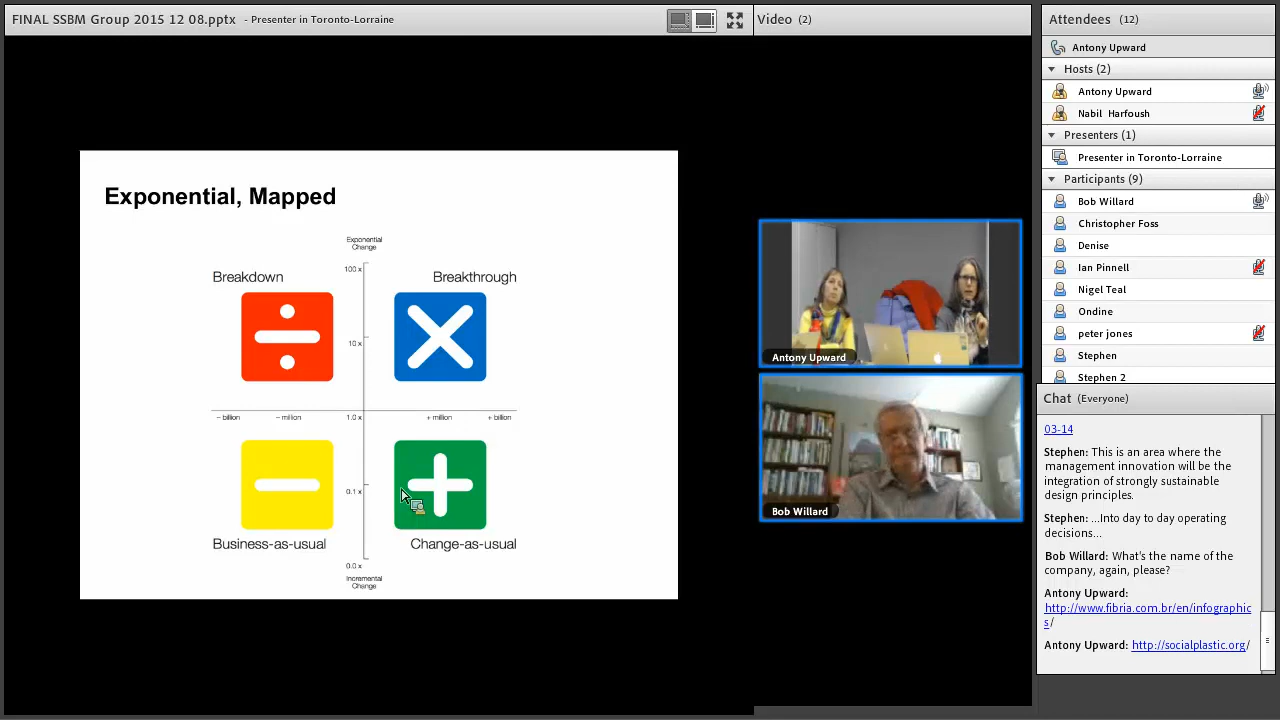 FINAL SSBM Group 2015 12 08.pptx - Presenter in Toronto-Lorraine
Exponential, Mapped
Exponential
Change
100 x
Breakdown
Breakthrough
10 x
– billion
– million
1.0 x
+ million
+ billion
0.1 x
Business-as-usual
Change-as-usual
0.0 x
Incremental
Change
Video (2)
Antony Upward
Bob Willard
Attendees (12)
Antony Upward
Hosts (2)
Antony Upward
Nabil Harfoush
Presenters (1)
Presenter in Toronto-Lorraine
Participants (9)
Bob Willard
Christopher Foss
Denise
Ian Pinnell
Nigel Teal
Ondine
peter jones
Stephen
Stephen 2
Chat (Everyone)
03-14
Stephen: This is an area where the
management innovation will be the
integration of strongly sustainable
design principles.
Stephen: ...Into day to day operating
decisions...
Bob Willard: What's the name of the
company, again, please?
Antony Upward:
http://www.fibria.com.br/en/infographic
s/
Antony Upward: http://socialplastic.org/